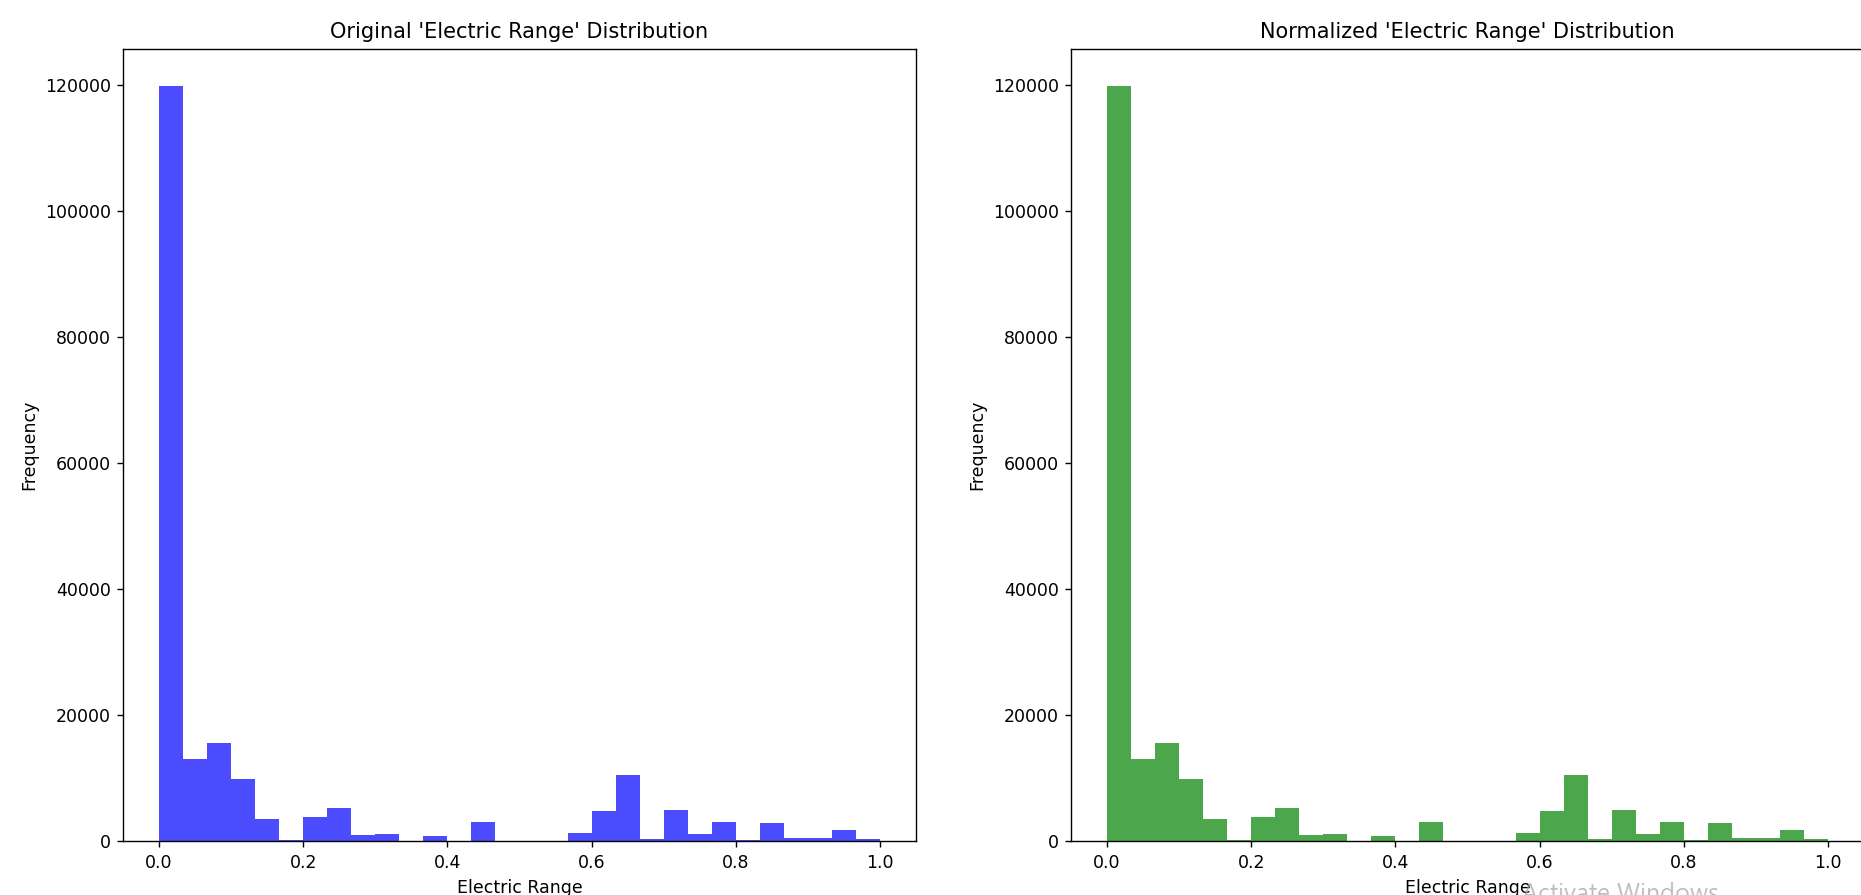 Original 'Electric Range' Distribution
120000
100000
80000
60000
40000
20000
0
Frequency
0.0 0.2 0.4 0.6 0.8 1.0
Electric Range
Normalized 'Electric Range' Distribution
120000
100000
80000
60000
40000
20000
0
Frequency
0.0 0.2 0.4 0.6 0.8 1.0
Electric Range
Activate Windows